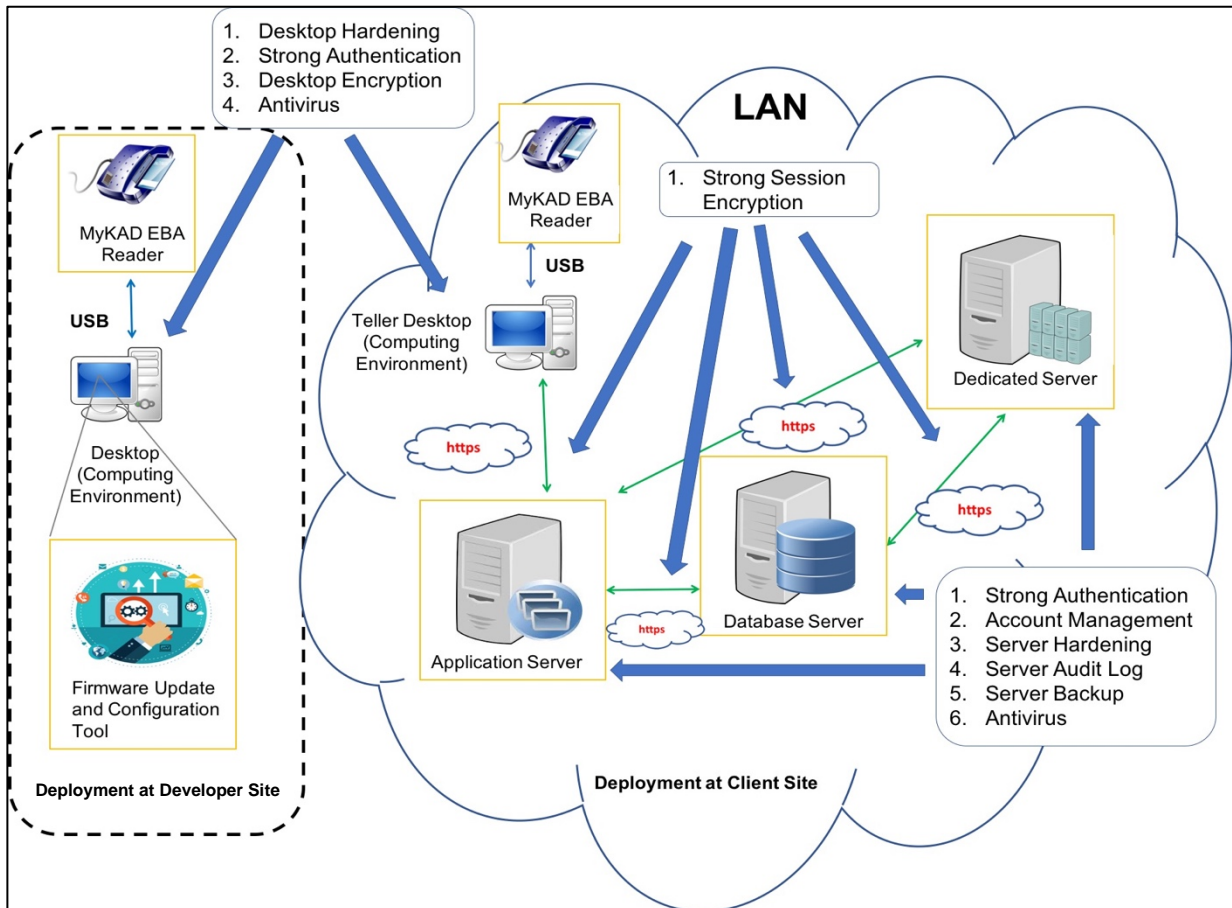 1. Desktop Hardening
2. Strong Authentication
3. Desktop Encryption
4. Antivirus
LAN
MyKAD EBA
Reader
USB
Desktop
(Computing
Environment)
Firmware Update
and Configuration
Tool
Deployment at Developer Site
MyKAD EBA
Reader
USB
Teller Desktop
(Computing
Environment)
1. Strong Session
Encryption
https
https
https
https
Dedicated Server
Application Server
Database Server
1. Strong Authentication
2. Account Management
3. Server Hardening
4. Server Audit Log
5. Server Backup
6. Antivirus
Deployment at Client Site